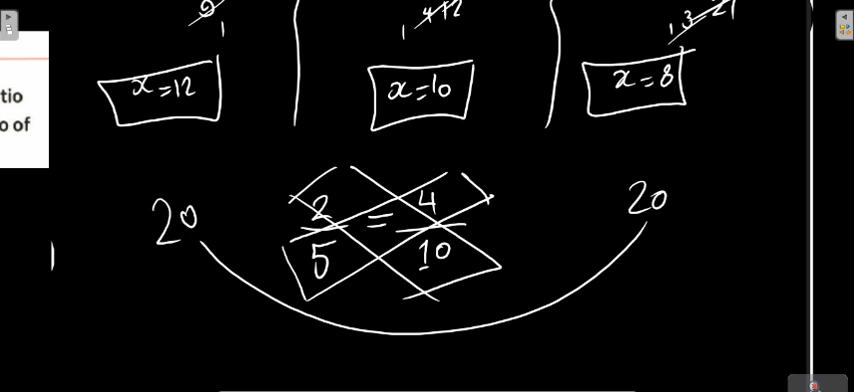 tio
o of
x=12
x=10
x=8
20
2/5 = 4/10
20